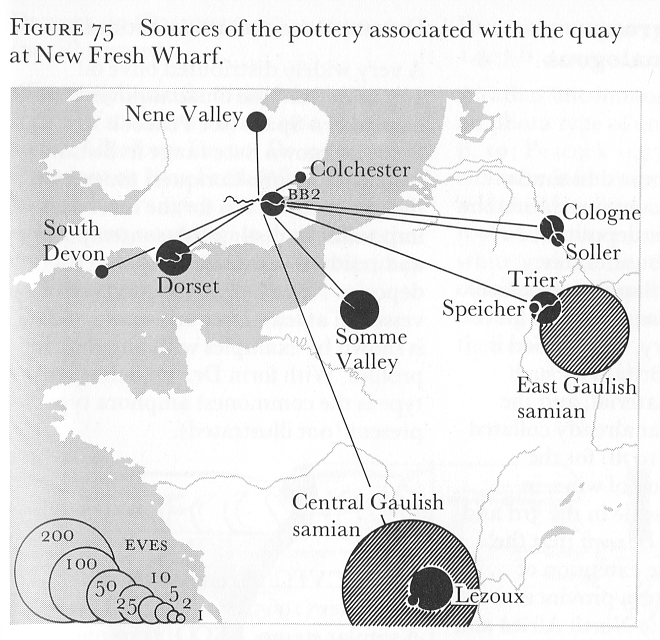 FIGURE 75 Sources of the pottery associated with the quay
at New Fresh Wharf.
Nene Valley
Colchester
BB2
South
Devon
Dorset
Cologne
Soller
Trier
Speicher
Somme
Valley
East Gaulish
samian
Central Gaulish
samian
Lezoux
EVES
200
100
50
25
10
5
2
1